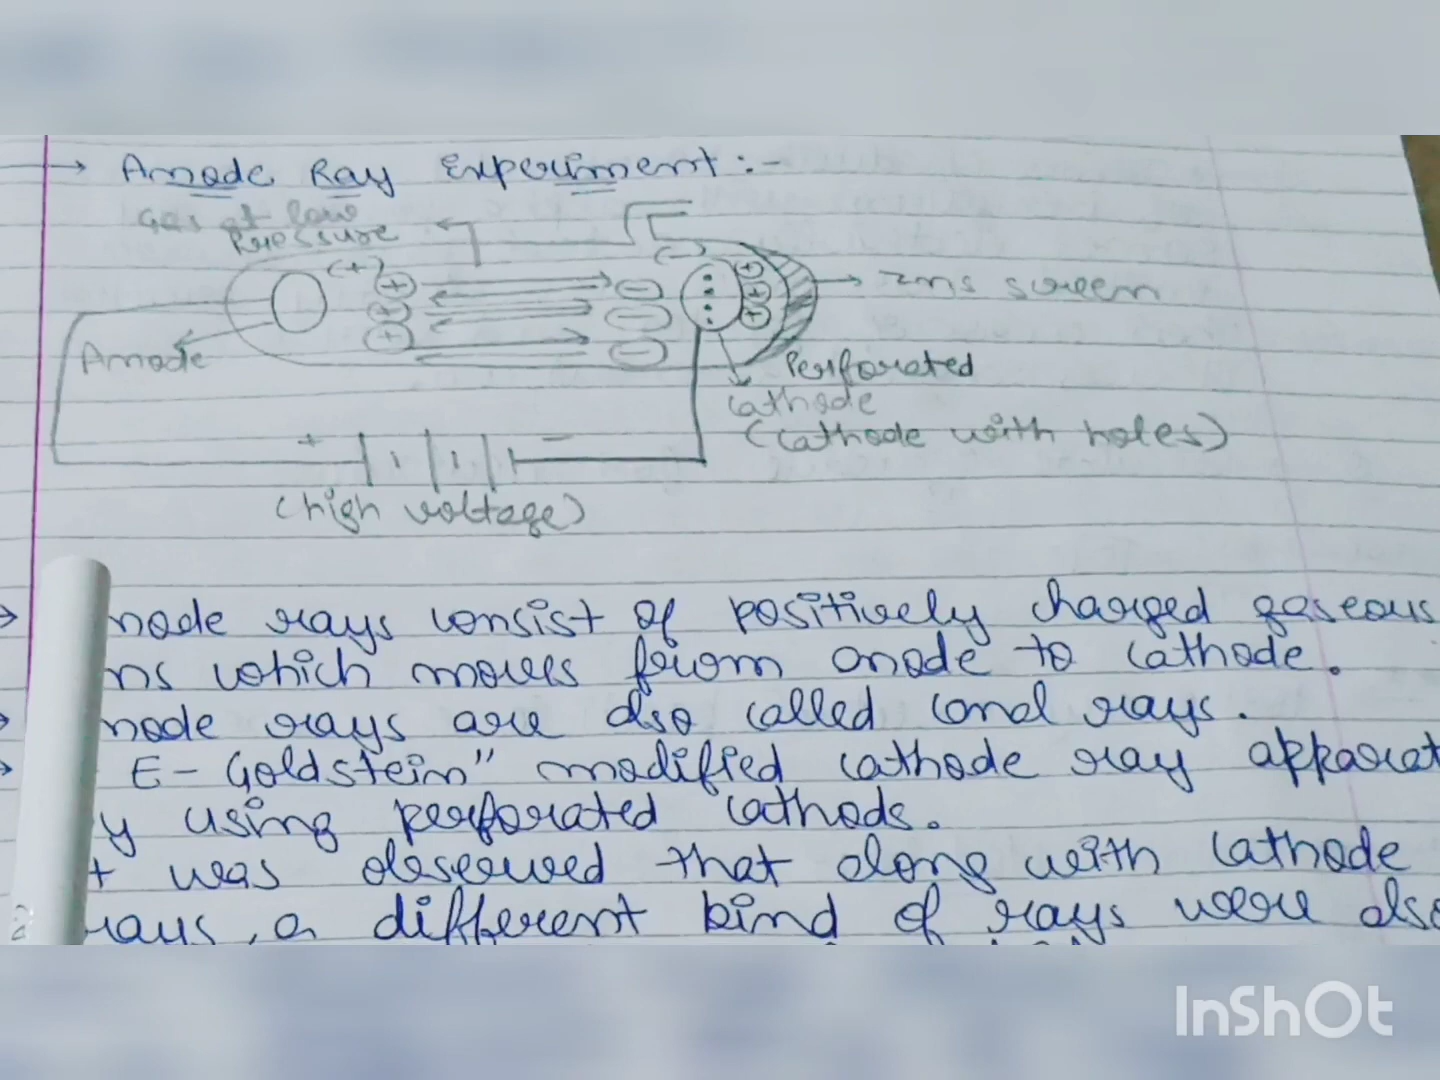 → Anode Ray Experiment :-
Gas at low
Pressure
(+)
(-)
+ + +
- - -
+ + +
zns screen
Anode
Perforated
cathode
(cathode with holes)
+ -
(high voltage)
node rays consist of positively charged gaseous
ns which moves from anode to cathode.
node rays are also called canal rays.
E - Goldstein" modified cathode ray apparat
y using perforated cathods.
t was observed that along with cathode
rays, a different kind of rays were also
InShOt